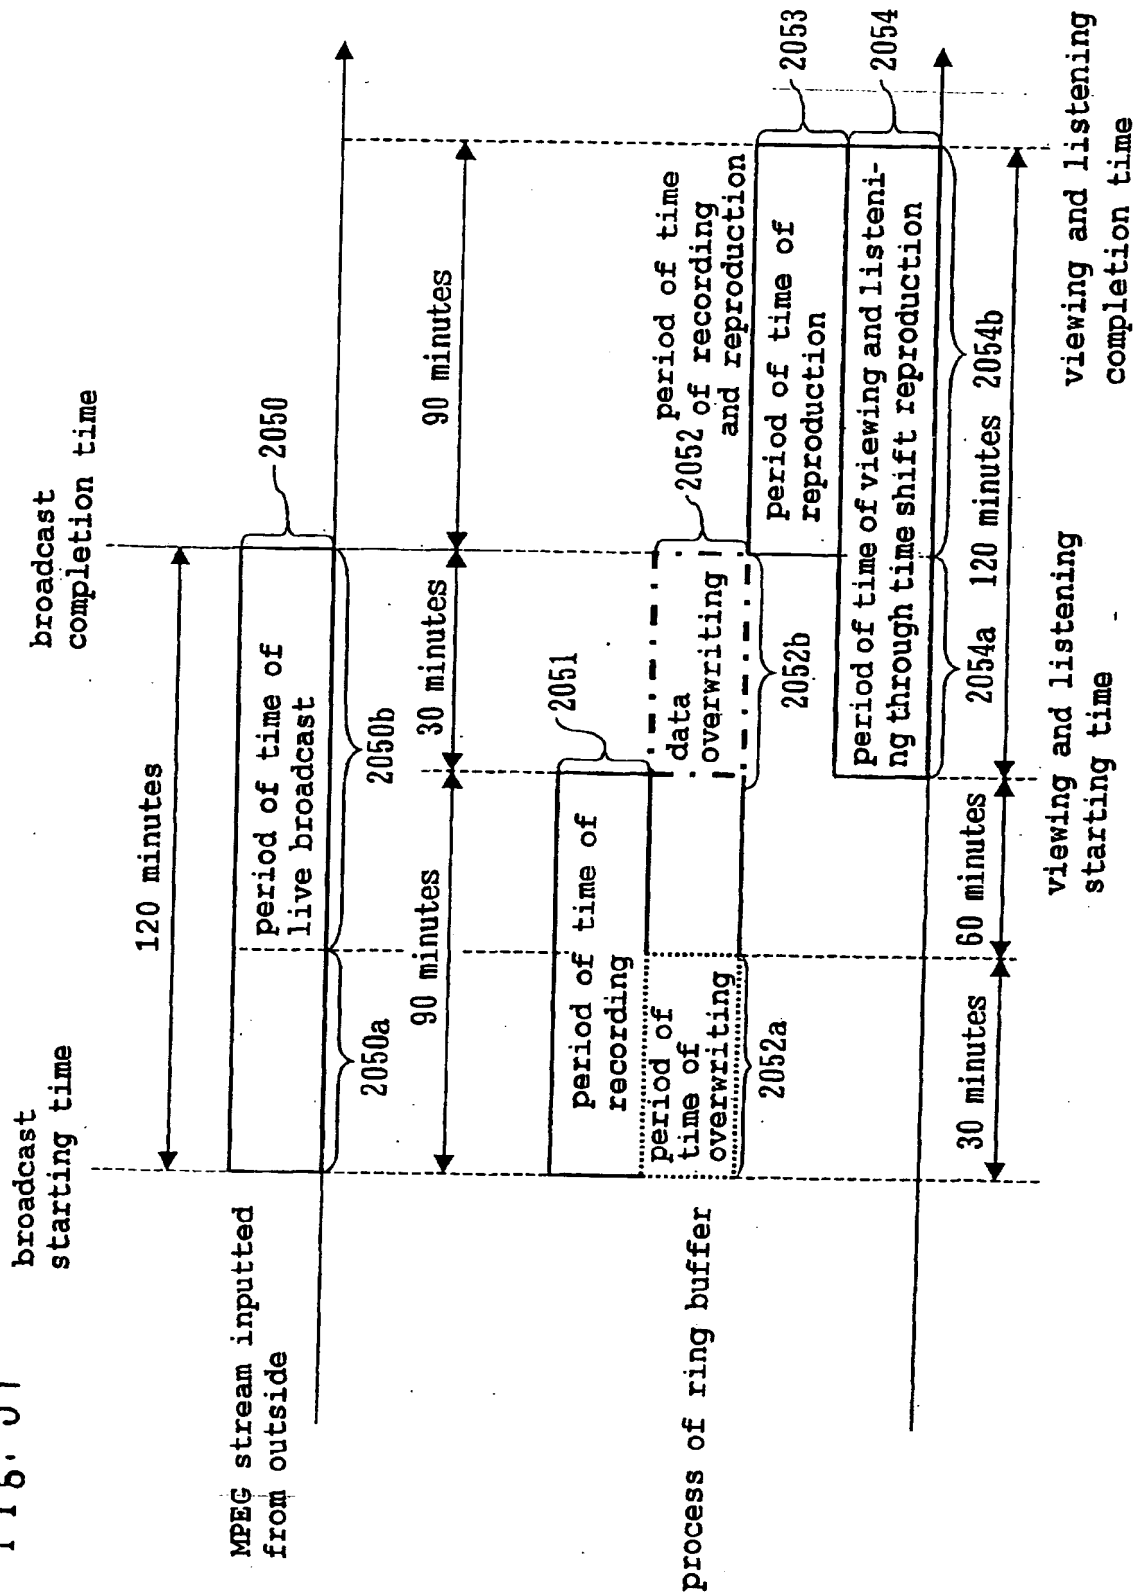 broadcast
starting time
broadcast
completion time
120 minutes
MPEG stream inputted
from outside
period of time of
live broadcast
2050
2050a
2050b
90 minutes
30 minutes
90 minutes
process of ring buffer
period of time of
recording
2051
period of
time of
overwriting
data
overwriting
2052a
2052b
period of time
2052 of recording
and reproduction
period of time of
reproduction
2053
period of time of viewing and listeni-
ng through time shift reproduction
2054
2054a
2054b
30 minutes
60 minutes
120 minutes
viewing and listening
starting time
viewing and listening
completion time